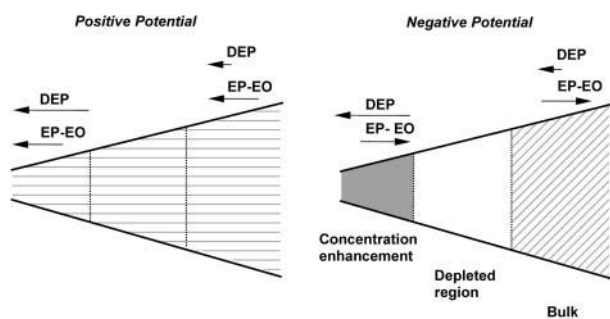 Positive Potential
DEP
EP-EO
DEP
EP-EO
Negative Potential
DEP
EP-EO
DEP
EP- EO
Concentration
enhancement
Depleted
region
Bulk